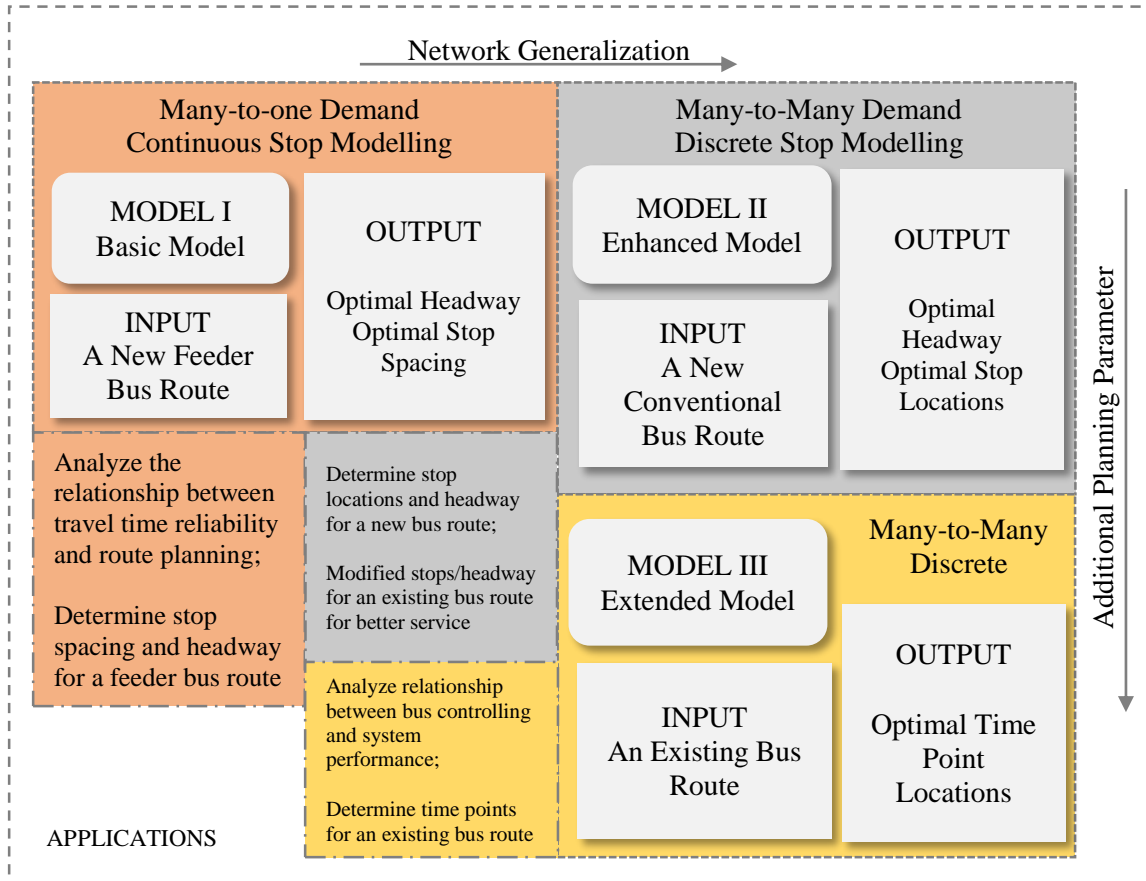 Network Generalization
Many-to-one Demand
Continuous Stop Modelling
MODEL I
Basic Model
INPUT
A New Feeder
Bus Route
OUTPUT
Optimal Headway
Optimal Stop
Spacing
Many-to-Many Demand
Discrete Stop Modelling
MODEL II
Enhanced Model
INPUT
A New
Conventional
Bus Route
OUTPUT
Optimal
Headway
Optimal Stop
Locations
Additional Planning Parameter
Analyze the
relationship between
travel time reliability
and route planning;
Determine stop
spacing and headway
for a feeder bus route
Determine stop
locations and headway
for a new bus route;
Modified stops/headway
for an existing bus route
for better service
Analyze relationship
between bus controlling
and system
performance;
Determine time points
for an existing bus route
MODEL III
Extended Model
INPUT
An Existing Bus
Route
Many-to-Many
Discrete
OUTPUT
Optimal Time
Point
Locations
APPLICATIONS